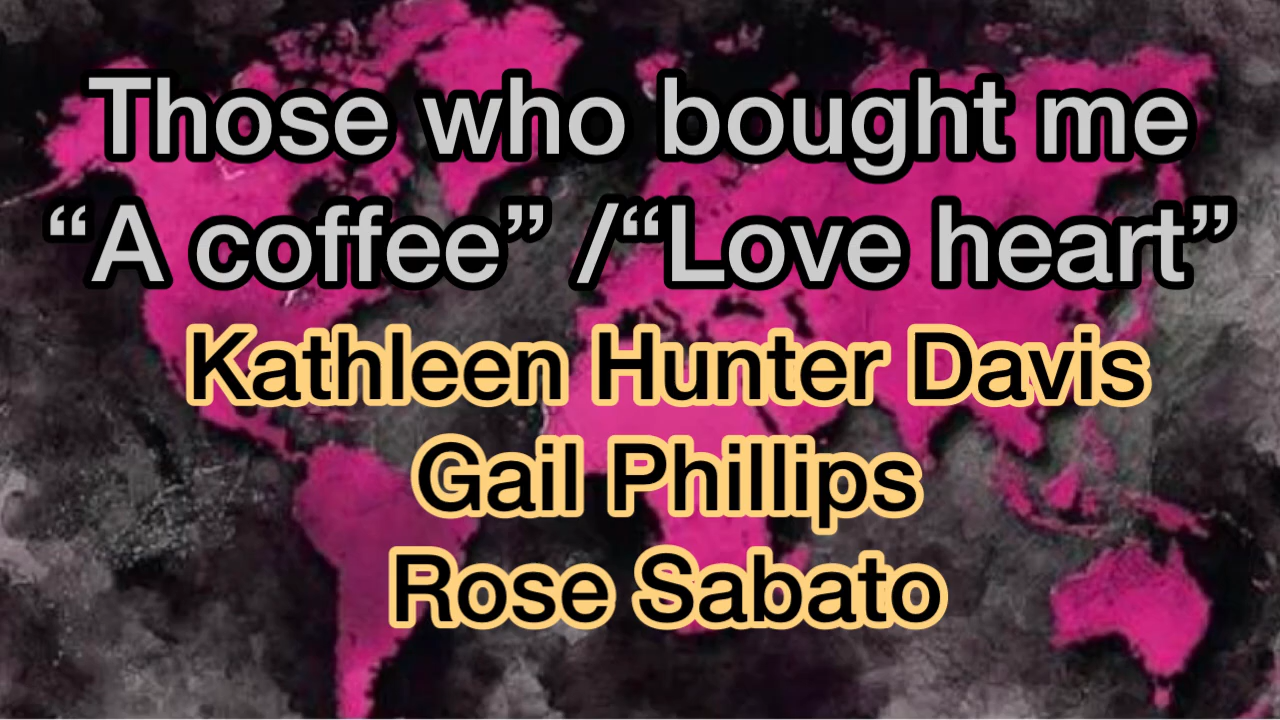 Those who bought me
“A coffee” /“Love heart”
Kathleen Hunter Davis
Gail Phillips
Rose Sabato